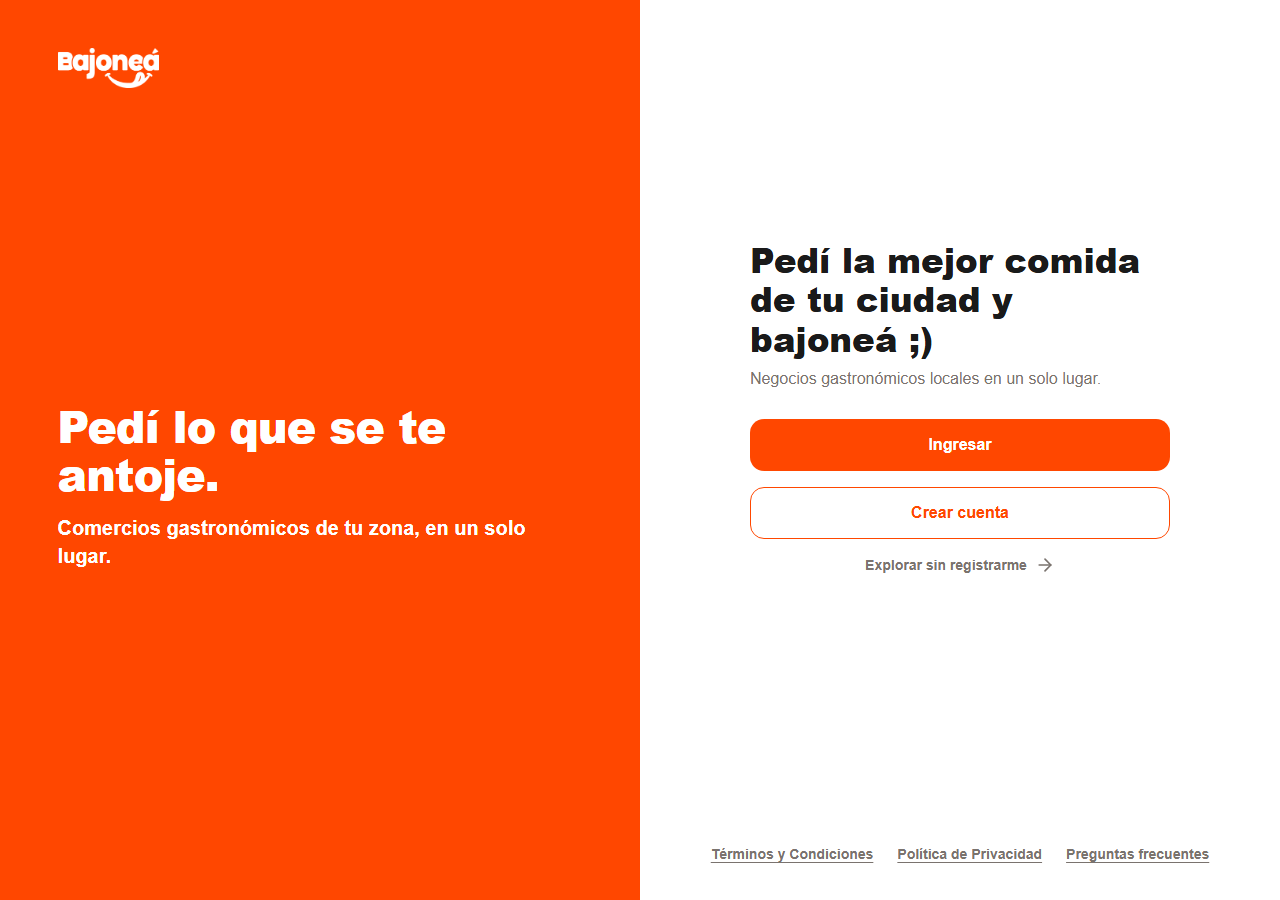 Bajoneá
Pedí lo que se te
antoje.
Comercios gastronómicos de tu zona, en un solo
lugar.
Pedí la mejor comida
de tu ciudad y
bajoneá ;)
Negocios gastronómicos locales en un solo lugar.
Ingresar
Crear cuenta
Explorar sin registrarme →
Términos y Condiciones Política de Privacidad Preguntas frecuentes